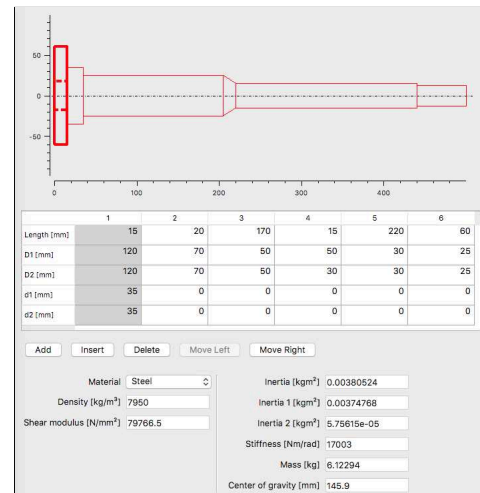 50
0
-50
0 100 200 300 400
1 2 3 4 5 6
Length [mm] 15 20 170 15 220 60
D1 [mm] 120 70 50 50 30 25
D2 [mm] 120 70 50 30 30 25
d1 [mm] 35 0 0 0 0 0
d2 [mm] 35 0 0 0 0 0
Add Insert Delete Move Left Move Right
Material Steel Inertia [kgm²] 0.00380524
Density [kg/m³] 7950 Inertia 1 [kgm²] 0.00374768
Shear modulus [N/mm²] 79766.5 Inertia 2 [kgm²] 5.75615e-05
Stiffness [Nm/rad] 17003
Mass [kg] 6.12294
Center of gravity [mm] 145.9